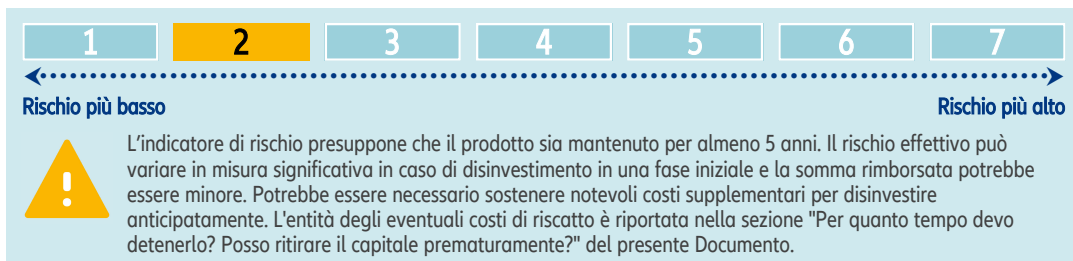 1 2 3 4 5 6 7
Rischio più basso Rischio più alto
L'indicatore di rischio presuppone che il prodotto sia mantenuto per almeno 5 anni. Il rischio effettivo può
variare in misura significativa in caso di disinvestimento in una fase iniziale e la somma rimborsata potrebbe
essere minore. Potrebbe essere necessario sostenere notevoli costi supplementari per disinvestire
anticipatamente. L'entità degli eventuali costi di riscatto è riportata nella sezione "Per quanto tempo devo
detenerlo? Posso ritirare il capitale prematuramente?" del presente Documento.